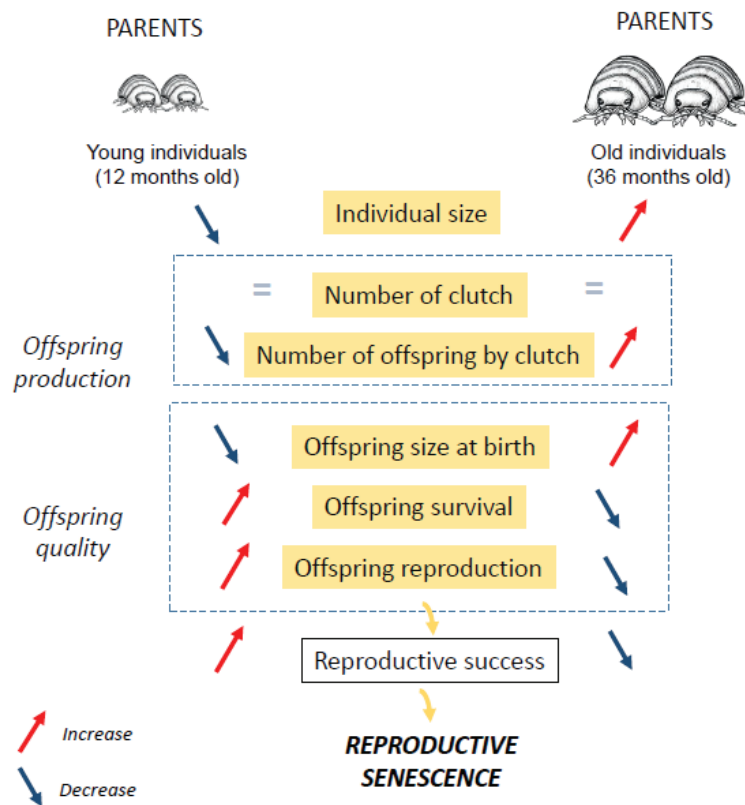 PARENTS
PARENTS
Young individuals
(12 months old)
Old individuals
(36 months old)
Individual size
= Number of clutch =
Offspring
production
Number of offspring by clutch
Offspring size at birth
Offspring
quality
Offspring survival
Offspring reproduction
Reproductive success
Increase
Decrease
REPRODUCTIVE
SENESCENCE